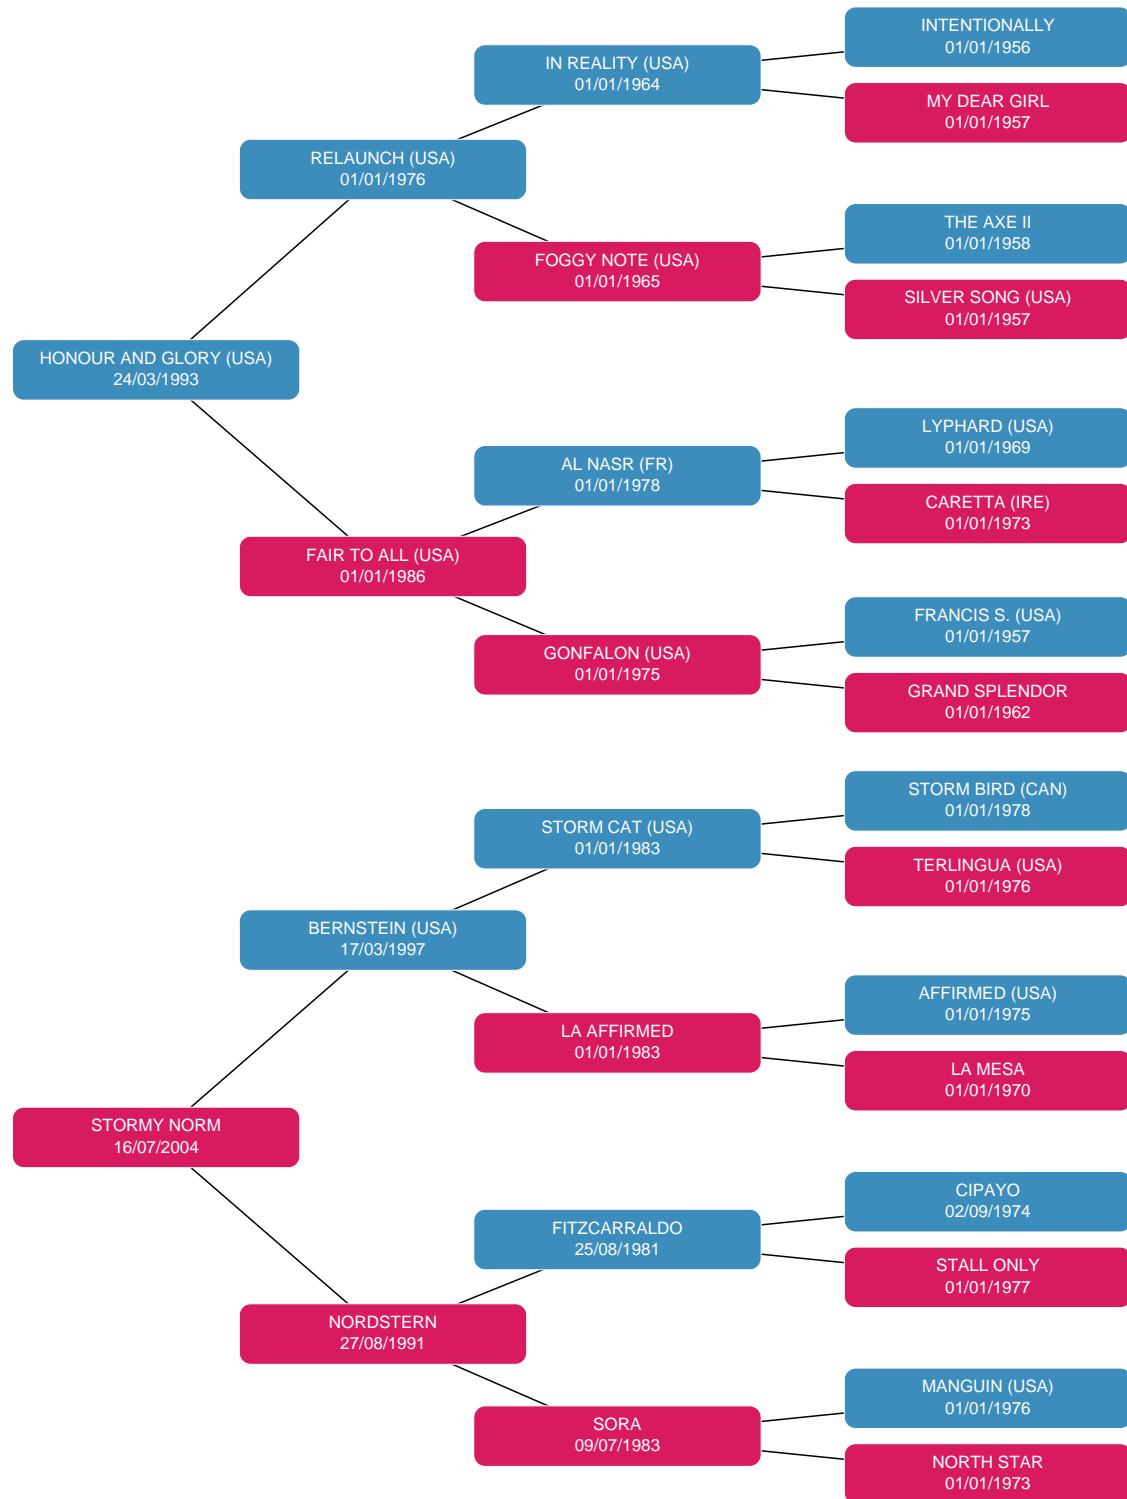 INTENTIONALLY
01/01/1956
IN REALITY (USA)
01/01/1964
MY DEAR GIRL
01/01/1957
RELAUNCH (USA)
01/01/1976
THE AXE II
01/01/1958
FOGGY NOTE (USA)
01/01/1965
SILVER SONG (USA)
01/01/1957
HONOUR AND GLORY (USA)
24/03/1993
LYPHARD (USA)
01/01/1969
AL NASR (FR)
01/01/1978
CARETTA (IRE)
01/01/1973
FAIR TO ALL (USA)
01/01/1986
FRANCIS S. (USA)
01/01/1957
GONFALON (USA)
01/01/1975
GRAND SPLENDOR
01/01/1962
STORM BIRD (CAN)
01/01/1978
STORM CAT (USA)
01/01/1983
TERLINGUA (USA)
01/01/1976
BERNSTEIN (USA)
17/03/1997
AFFIRMED (USA)
01/01/1975
LA AFFIRMED
01/01/1983
LA MESA
01/01/1970
STORMY NORM
16/07/2004
CIPAYO
02/09/1974
FITZCARRALDO
25/08/1981
STALL ONLY
01/01/1977
NORDSTERN
27/08/1991
MANGUIN (USA)
01/01/1976
SORA
09/07/1983
NORTH STAR
01/01/1973